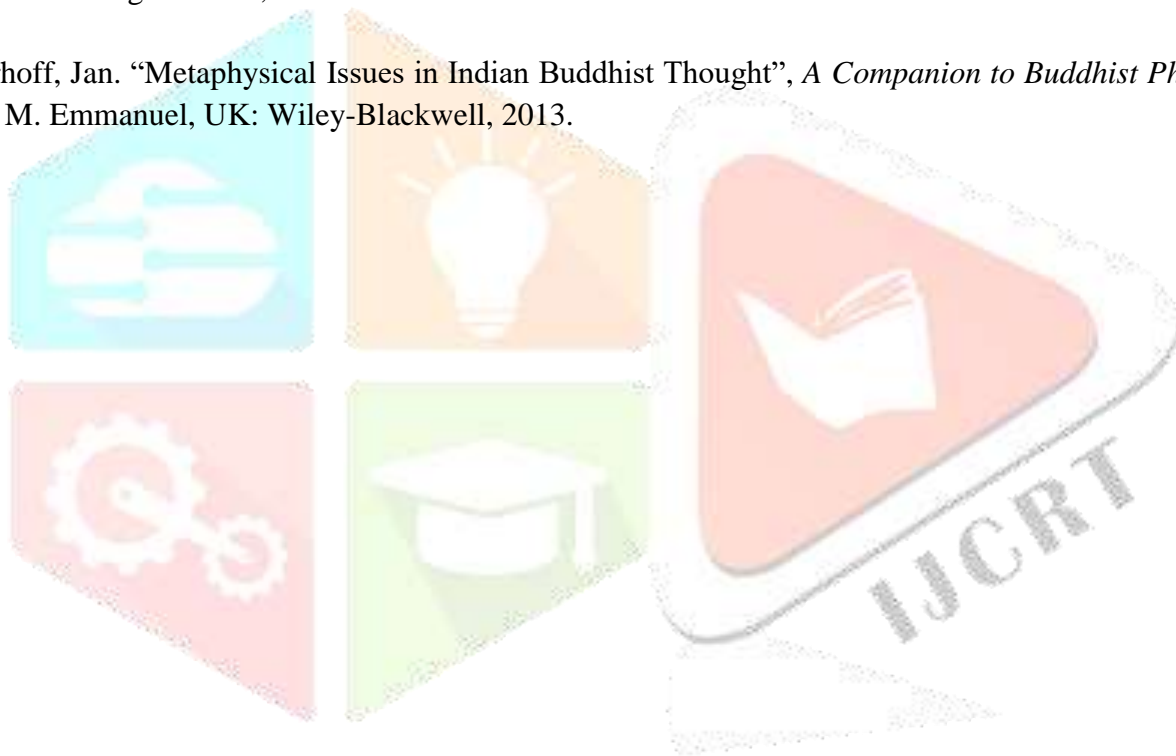 hoff, Jan. “Metaphysical Issues in Indian Buddhist Thought”, A Companion to Buddhist Ph
M. Emmanuel, UK: Wiley-Blackwell, 2013.
IJCRT